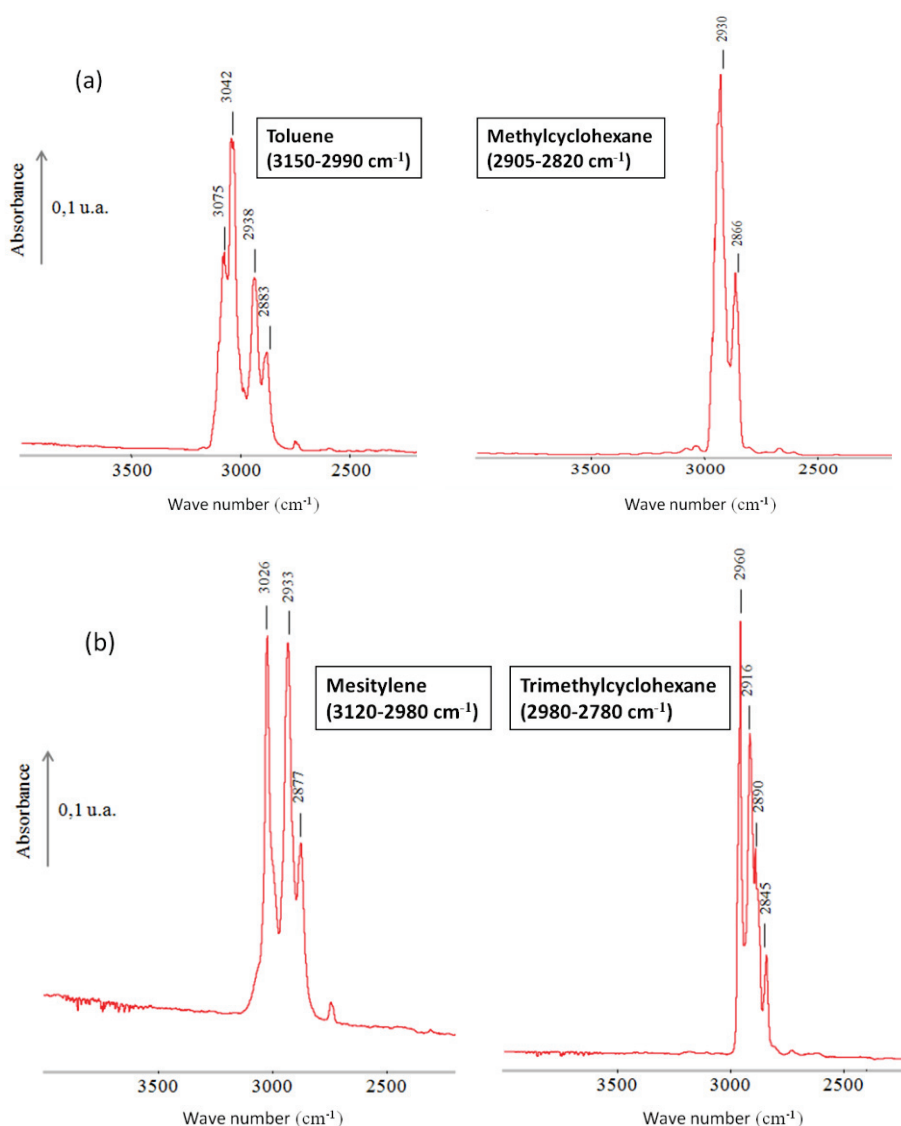 (a)
Absorbance
0,1 u.a.
3075
3042
2938
2883
Toluene
(3150-2990 cm⁻¹)
3500
3000
2500
Wave number (cm⁻¹)
Methylcyclohexane
(2905-2820 cm⁻¹)
2930
2866
3500
3000
2500
Wave number (cm⁻¹)
(b)
Absorbance
0,1 u.a.
3026
2933
2877
Mesitylene
(3120-2980 cm⁻¹)
3500
3000
2500
Wave number (cm⁻¹)
Trimethylcyclohexane
(2980-2780 cm⁻¹)
2960
2916
2890
2845
3500
3000
2500
Wave number (cm⁻¹)